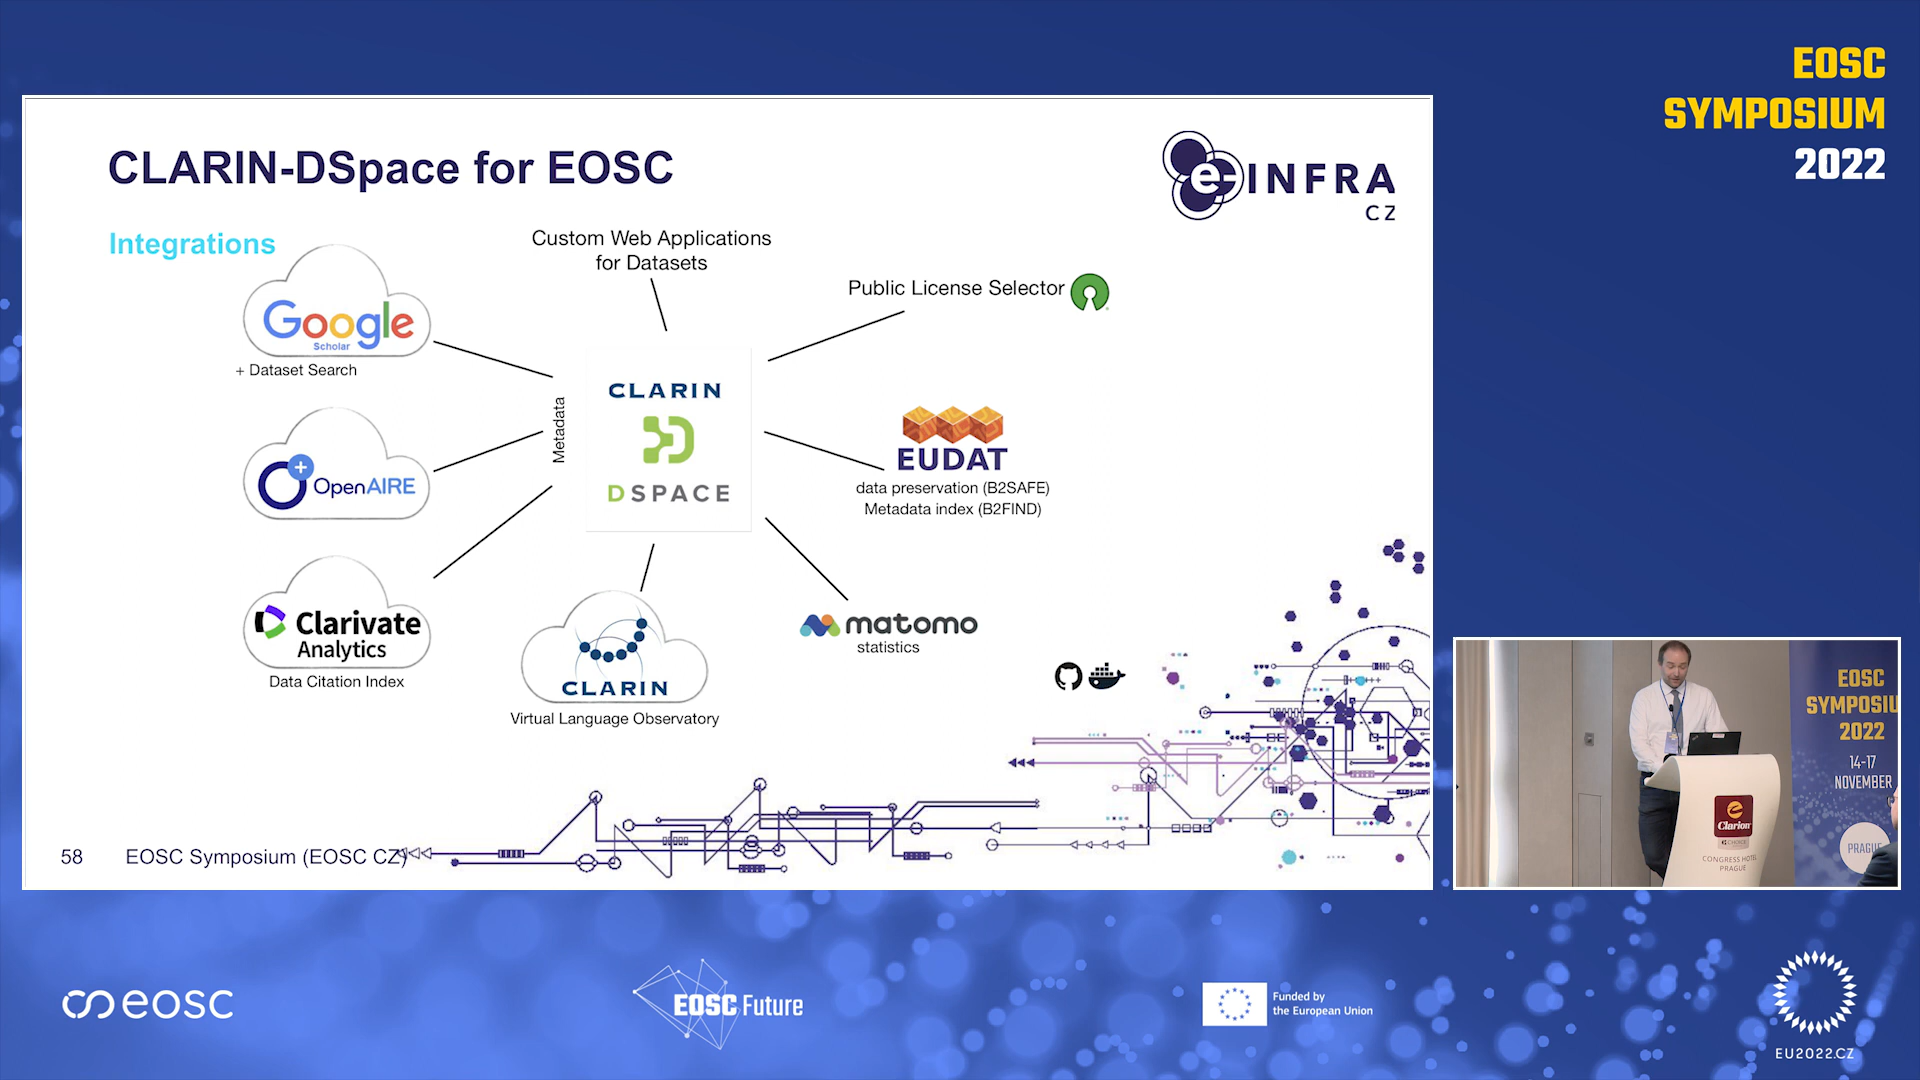 EOSC
SYMPOSIUM
2022
CLARIN-DSpace for EOSC
e-INFRA
CZ
Integrations
Custom Web Applications
for Datasets
Public License Selector
Google
Scholar
+ Dataset Search
Metadata
CLARIN
DSPACE
EUDAT
data preservation (B2SAFE)
Metadata index (B2FIND)
OpenAIRE
Clarivate
Analytics
Data Citation Index
CLARIN
Virtual Language Observatory
matomo
statistics
58 EOSC Symposium (EOSC CZ)
EOSC
SYMPOSIU
2022
14-17
NOVEMBER
PRAGUE
Clarion
CONGRESS HOTEL
PRAGUE
eosc
EOSC Future
Funded by
the European Union
EU2022.CZ